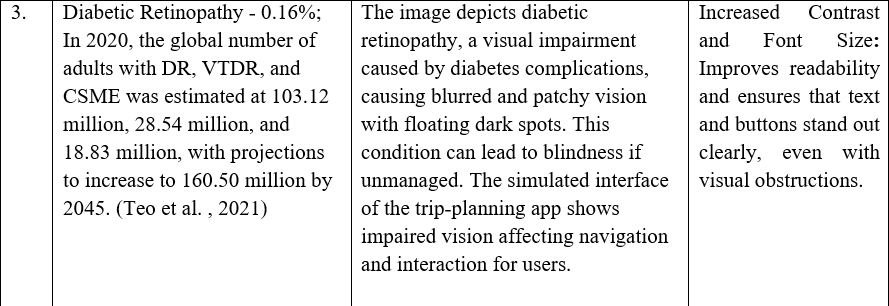 3.
Diabetic Retinopathy - 0.16%;
In 2020, the global number of
adults with DR, VTDR, and
CSME was estimated at 103.12
million, 28.54 million, and
18.83 million, with projections
to increase to 160.50 million by
2045. (Teo et al. , 2021)
The image depicts diabetic
retinopathy, a visual impairment
caused by diabetes complications,
causing blurred and patchy vision
with floating dark spots. This
condition can lead to blindness if
unmanaged. The simulated interface
of the trip-planning app shows
impaired vision affecting navigation
and interaction for users.
Increased Contrast
and Font Size:
Improves readability
and ensures that text
and buttons stand out
clearly, even with
visual obstructions.